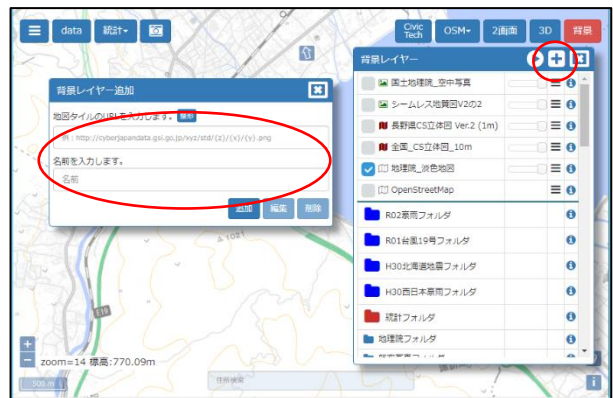 data 統計
Civic Tech OSM 2画面 3D 背景
背景レイヤー
国土地理院_空中写真
シームレス地質図V2の2
長野県CS立体図 Ver.2 (1m)
全国_CS立体図_10m
地理院_淡色地図
OpenStreetMap
R02豪雨フォルダ
R01台風19号フォルダ
H30北海道地震フォルダ
H30西日本豪雨フォルダ
統計フォルダ
地理院フォルダ
背景レイヤー追加
地図タイルのURLを入力します。
例:http://cyberjapandata.gsi.go.jp/xyz/std/{z}/{x}/{y}.png
名前を入力します。
名前
追加 編集 削除
1021
E19
zoom=14 標高:770.09m
500 m
住所検索